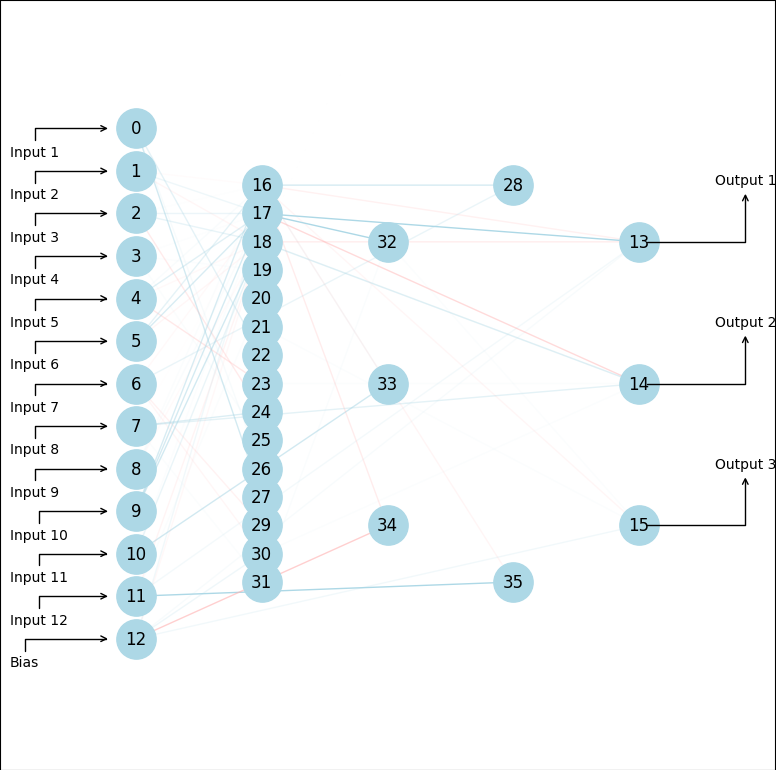 0
Input 1
1
Input 2
2
Input 3
3
Input 4
4
Input 5
5
Input 6
6
Input 7
7
Input 8
8
Input 9
9
Input 10
10
Input 11
11
Input 12
12
Bias
16
17
18
19
20
21
22
23
24
25
26
27
29
30
31
32
33
34
28
35
13
14
15
Output 1
Output 2
Output 3